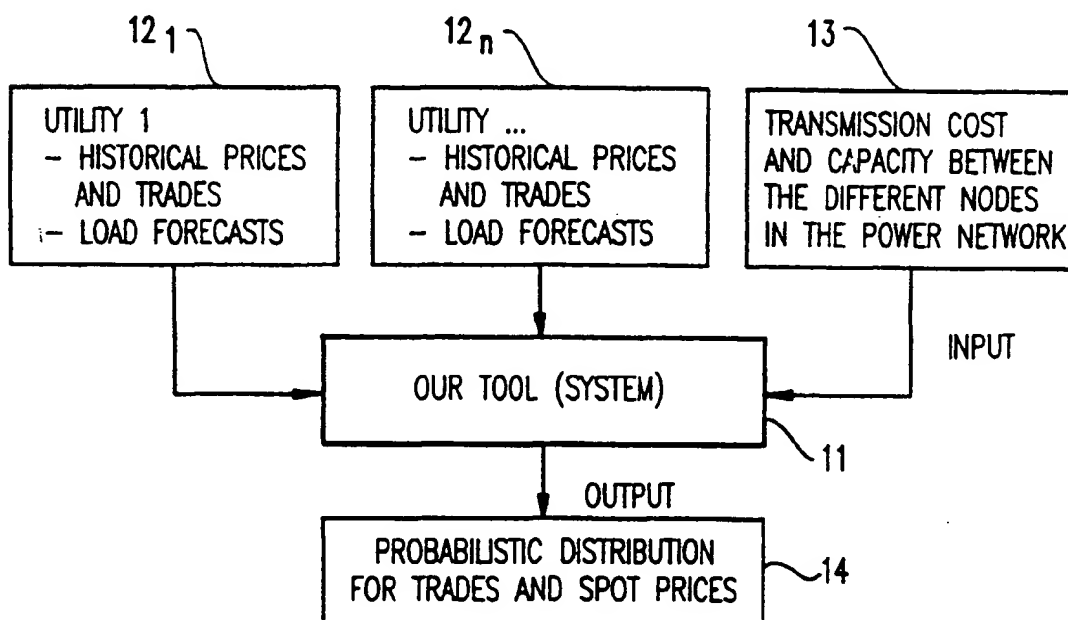 12 1
12 n
13
UTILITY 1
- HISTORICAL PRICES
AND TRADES
- LOAD FORECASTS
UTILITY ...
- HISTORICAL PRICES
AND TRADES
- LOAD FORECASTS
TRANSMISSION COST
AND CAPACITY BETWEEN
THE DIFFERENT NODES
IN THE POWER NETWORK
INPUT
OUR TOOL (SYSTEM)
11
OUTPUT
PROBABILISTIC DISTRIBUTION
FOR TRADES AND SPOT PRICES
14